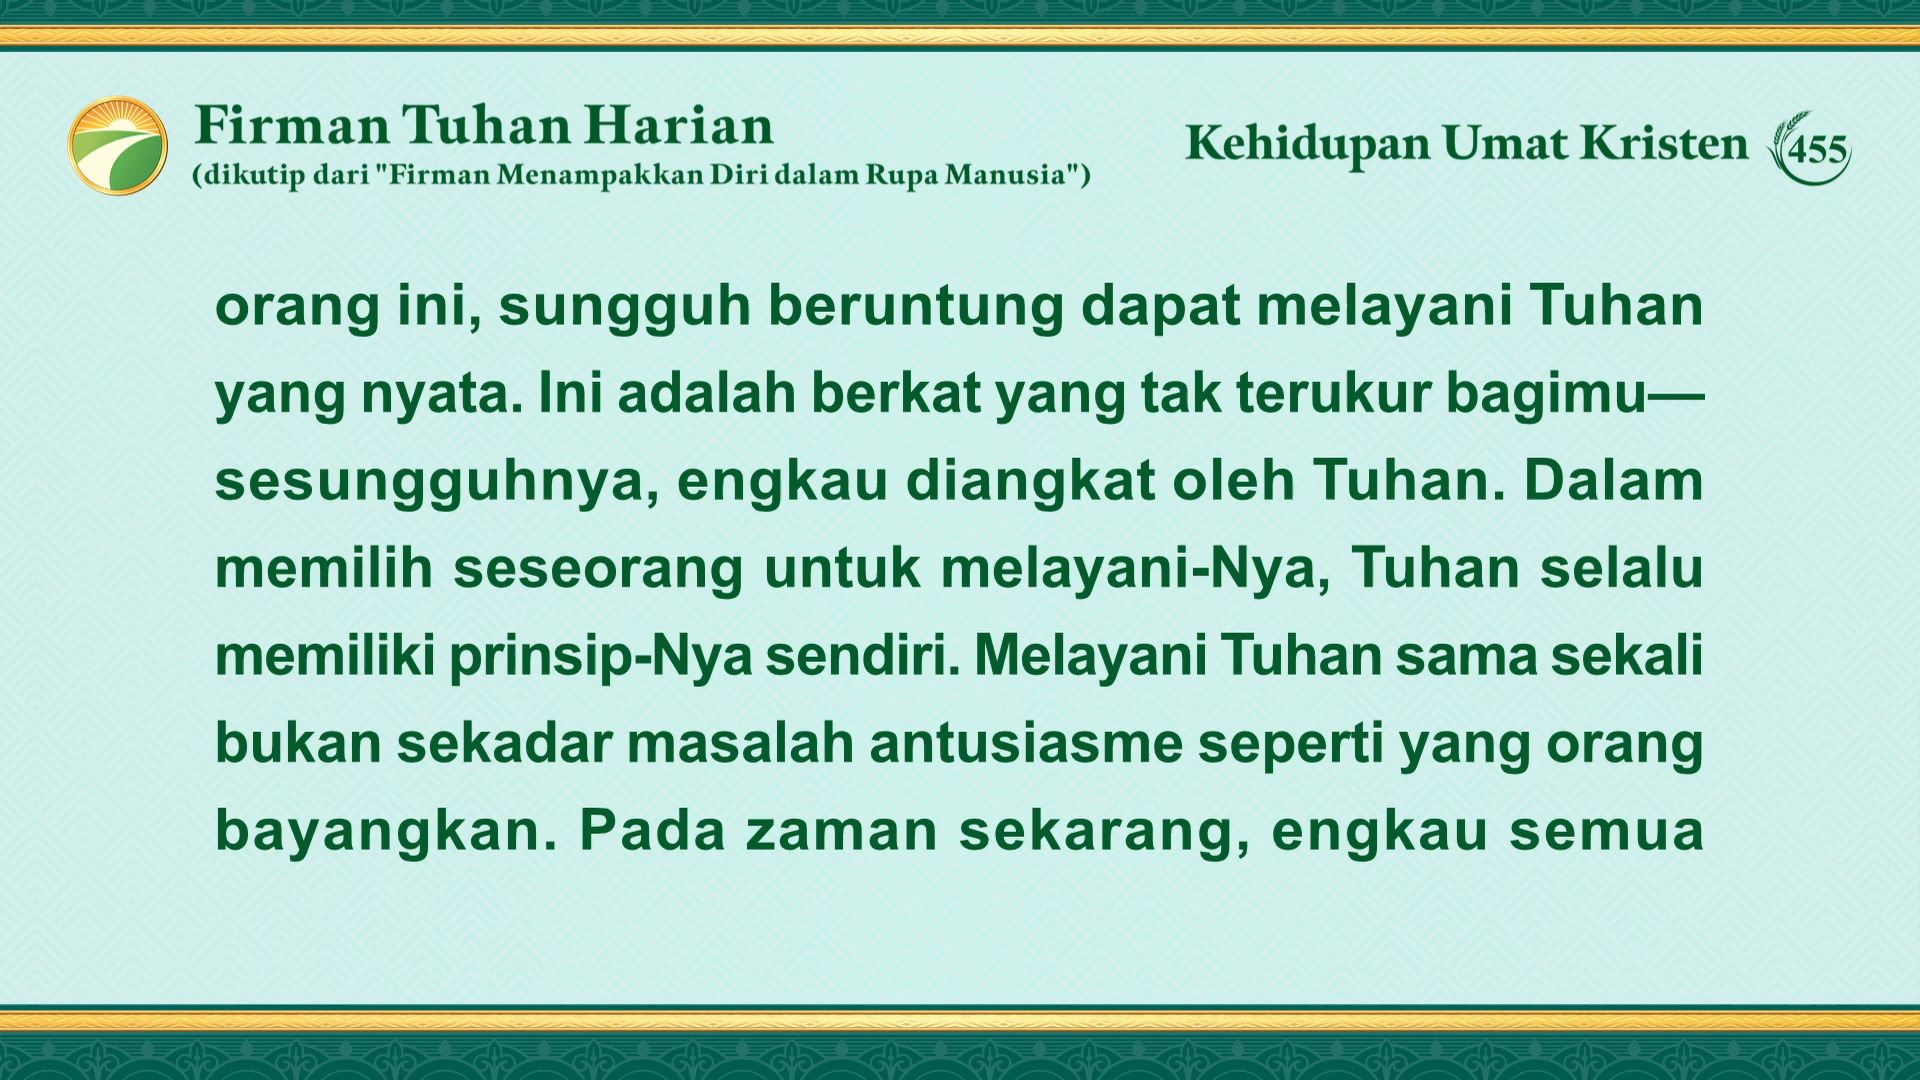 Firman Tuhan Harian
(dikutip dari "Firman Menampakkan Diri dalam Rupa Manusia")
Kehidupan Umat Kristen 455
orang ini, sungguh beruntung dapat melayani Tuhan
yang nyata. Ini adalah berkat yang tak terukur bagimu—
sesungguhnya, engkau diangkat oleh Tuhan. Dalam
memilih seseorang untuk melayani-Nya, Tuhan selalu
memiliki prinsip-Nya sendiri. Melayani Tuhan sama sekali
bukan sekadar masalah antusiasme seperti yang orang
bayangkan. Pada zaman sekarang, engkau semua